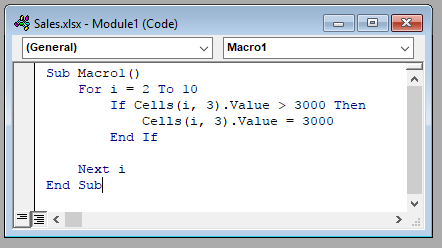 Sales.xlsx - Module1 (Code)
(General) Macro1
Sub Macro1()
For i = 2 To 10
If Cells(i, 3).Value > 3000 Then
Cells(i, 3).Value = 3000
End If
Next i
End Sub